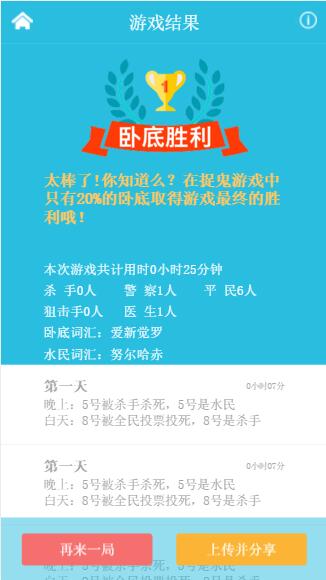 游戏结果
1
卧底胜利
太棒了!你知道么？在捉鬼游戏中
只有20%的卧底取得游戏最终的胜
利哦！
本次游戏共计用时0小时25分钟
杀 手0人 警 察1人 平 民6人
狙击手0人 医 生1人
卧底词汇：爱新觉罗
水民词汇：努尔哈赤
第一天 0小时07分
晚上：5号被杀手杀死，5号是水民
白天：8号被全民投票投死，8号是杀手
第一天 0小时07分
晚上：5号被杀手杀死，5号是水民
白天：8号被全民投票投死，8号是杀手
再来一局 上传并分享